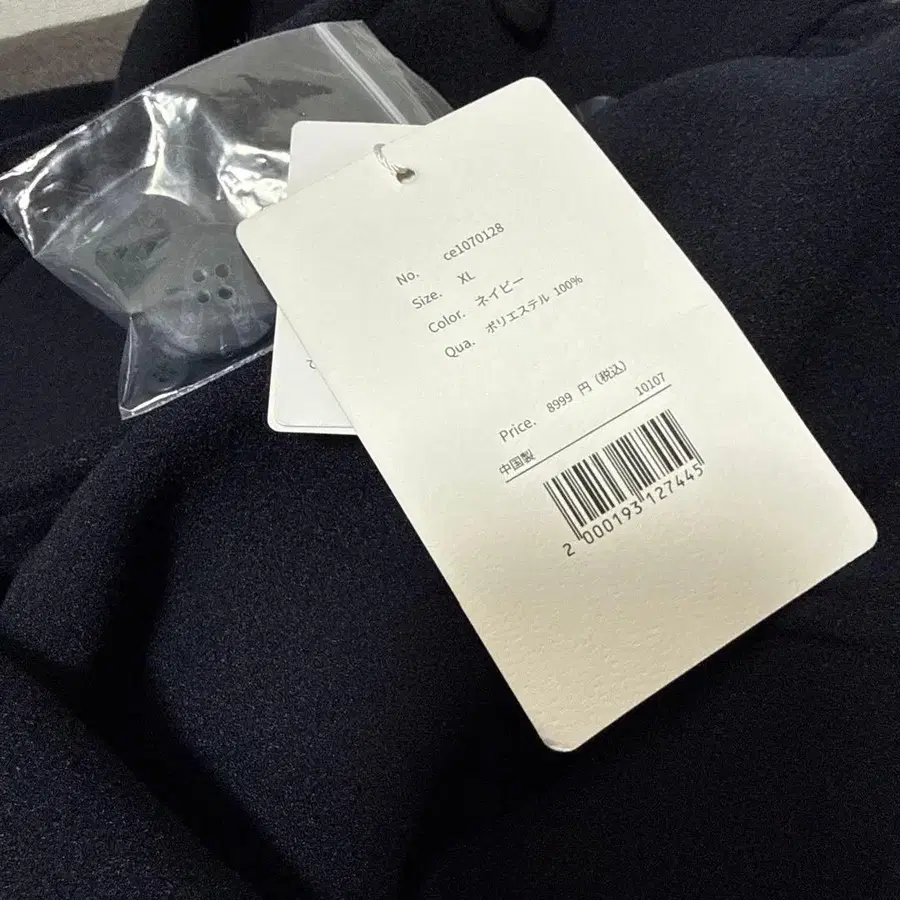 No. ce1070128
Size. XL
Color. ネイビー
Qua. ポリエステル 100%
Price. 8999 円 (税込)
中国製 10107
2 000193 127445